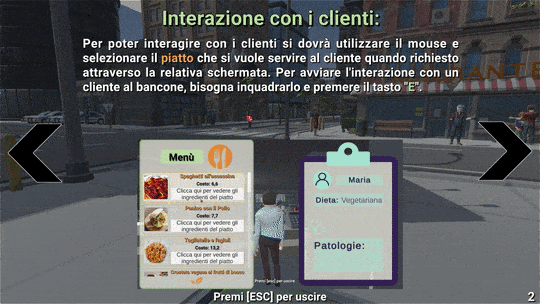 Interazione con i clienti:
Per poter interagire con i clienti si dovrà utilizzare il mouse e
selezionare il piatto che si vuole servire al cliente quando richiesto
attraverso la relativa schermata. Per avviare l'interazione con un
cliente al bancone, bisogna inquadrarlo e premere il tasto "E".
Menù
Spaghetti all'assassina
Costo: 6,6
Clicca qui per vedere gli
ingredienti del piatto
Panino con il Pollo
Costo: 7,7
Clicca qui per vedere gli
ingredienti del piatto
Tagliatelle e fagioli
Costo: 13,2
Clicca qui per vedere gli
ingredienti del piatto
Crostata vegana ai frutti di bosco
Maria
Dieta: Vegetariana
Patologie:
Premi [ESC] per uscire
Premi [ESC] per uscire
2